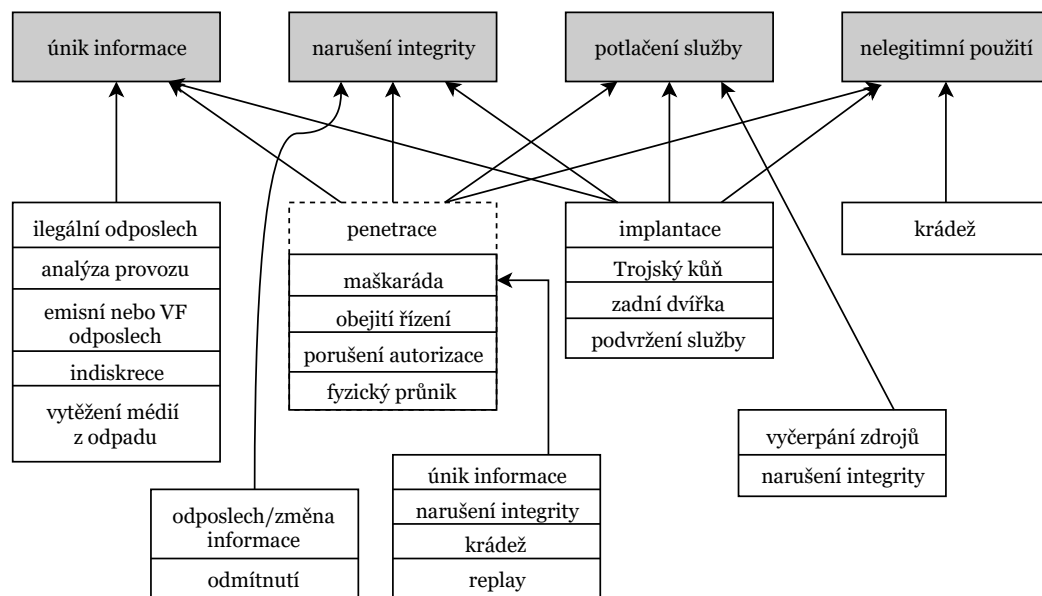 únik informace
narušení integrity
potlačení služby
nelegitimní použití
ilegální odposlech
analýza provozu
emisní nebo VF
odposlech
indiskrece
vytěžení médií
z odpadu
penetrace
maškaráda
obejití řízení
porušení autorizace
fyzický průnik
implantace
Trojský kůň
zadní dvířka
podvržení služby
krádež
vyčerpání zdrojů
narušení integrity
odposlech/změna
informace
odmítnutí
únik informace
narušení integrity
krádež
replay